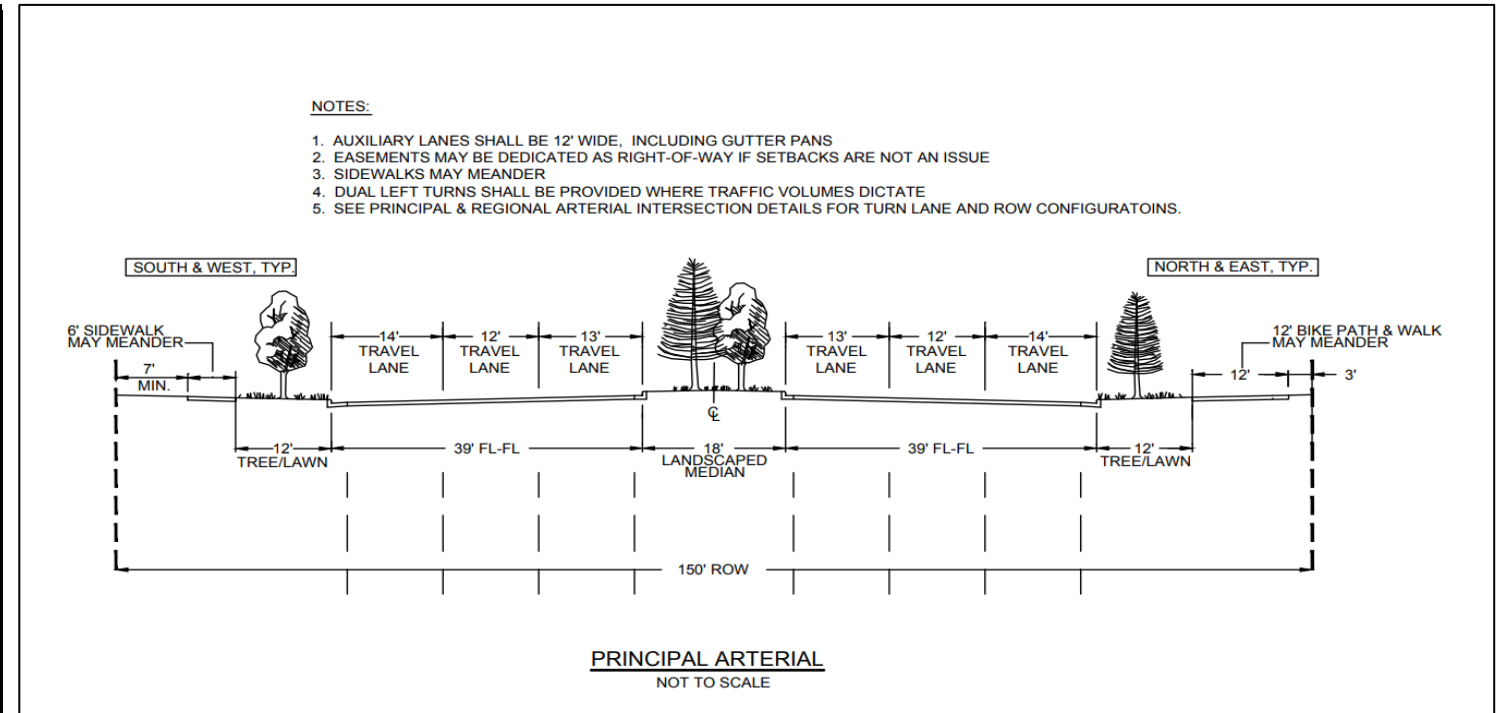 NOTES:
1. AUXILIARY LANES SHALL BE 12' WIDE, INCLUDING GUTTER PANS
2. EASEMENTS MAY BE DEDICATED AS RIGHT-OF-WAY IF SETBACKS ARE NOT AN ISSUE
3. SIDEWALKS MAY MEANDER
4. DUAL LEFT TURNS SHALL BE PROVIDED WHERE TRAFFIC VOLUMES DICTATE
5. SEE PRINCIPAL & REGIONAL ARTERIAL INTERSECTION DETAILS FOR TURN LANE AND ROW CONFIGURATOINS.
SOUTH & WEST, TYP.
NORTH & EAST, TYP.
6' SIDEWALK
MAY MEANDER
7'
MIN.
14'
TRAVEL
LANE
12'
TRAVEL
LANE
13'
TRAVEL
LANE
13'
TRAVEL
LANE
12'
TRAVEL
LANE
14'
TRAVEL
LANE
12' BIKE PATH & WALK
MAY MEANDER
12'
3'
℄
12'
TREE/LAWN
39' FL-FL
18'
LANDSCAPED
MEDIAN
39' FL-FL
12'
TREE/LAWN
150' ROW
PRINCIPAL ARTERIAL
NOT TO SCALE